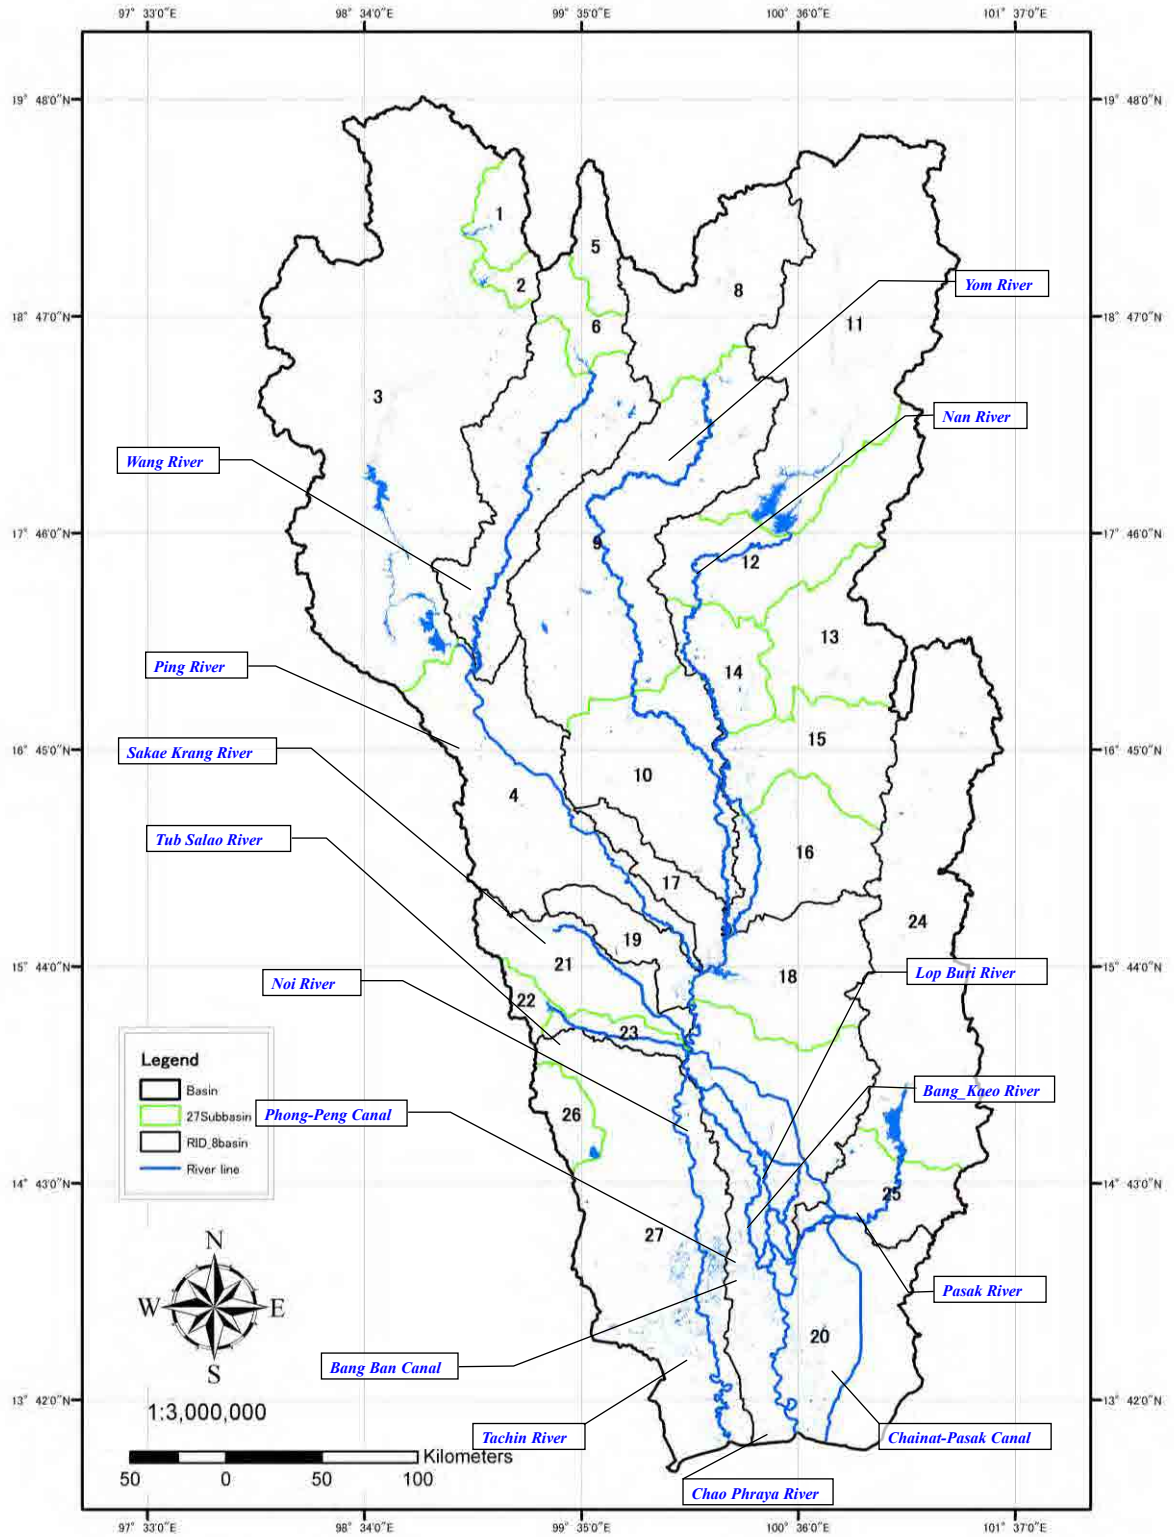 97° 33'0"E 98° 34'0"E 99° 35'0"E 100° 36'0"E 101° 37'0"E
19° 48'0"N 19° 48'0"N
1
5
2
8
Yom River
18° 47'0"N 18° 47'0"N
6
11
3
Nan River
7
Wang River
17° 46'0"N 17° 46'0"N
9
12
13
Ping River
14
Sakae Krang River
16° 45'0"N 16° 45'0"N
15
10
4
Tub Salao River
16
17
24
19
21
15° 44'0"N 15° 44'0"N
Lop Buri River
18
Noi River
22
23
Legend
Basin
27Subbasin
RID_8basin
River line
Bang_Kaeo River
Phong-Peng Canal
26
14° 43'0"N 14° 43'0"N
25
27
N
W E
S
Pasak River
20
Bang Ban Canal
13° 42'0"N 13° 42'0"N
1:3,000,000
Tachin River
Chainat-Pasak Canal
Kilometers
50 0 50 100
Chao Phraya River
97° 33'0"E 98° 34'0"E 99° 35'0"E 100° 36'0"E 101° 37'0"E